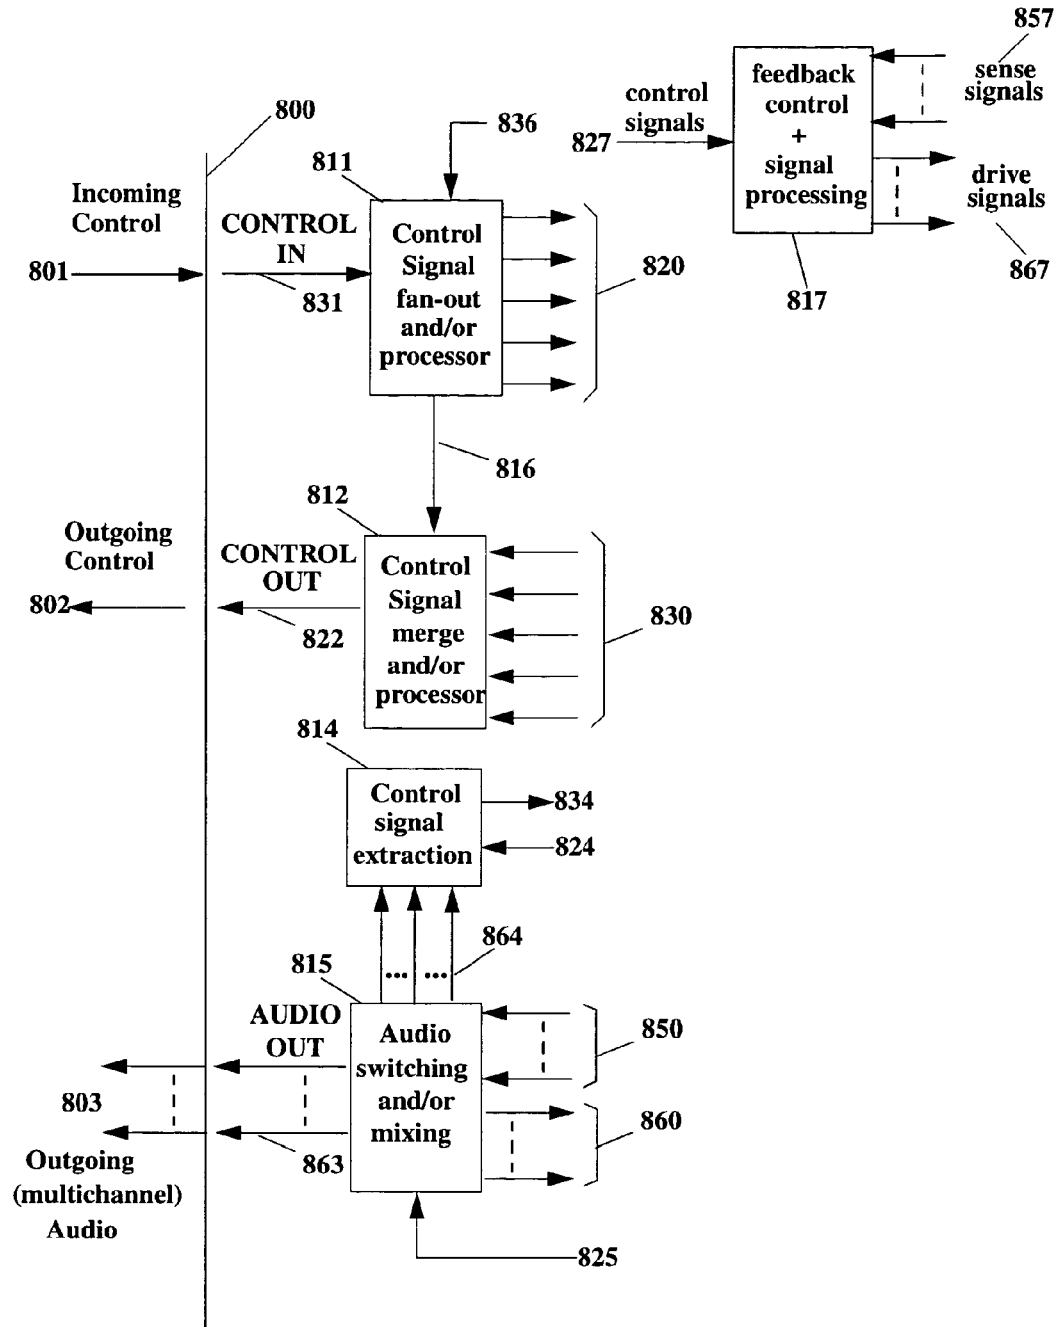 857
sense
signals
feedback
control
+
signal
processing
control
signals
827
drive
signals
867
817
800
836
811
Incoming
Control
801
CONTROL
IN
831
Control
Signal
fan-out
and/or
processor
820
816
812
Outgoing
Control
802
CONTROL
OUT
822
Control
Signal
merge
and/or
processor
830
814
Control
signal
extraction
834
824
864
815
AUDIO
OUT
Audio
switching
and/or
mixing
850
860
803
863
Outgoing
(multichannel)
Audio
825